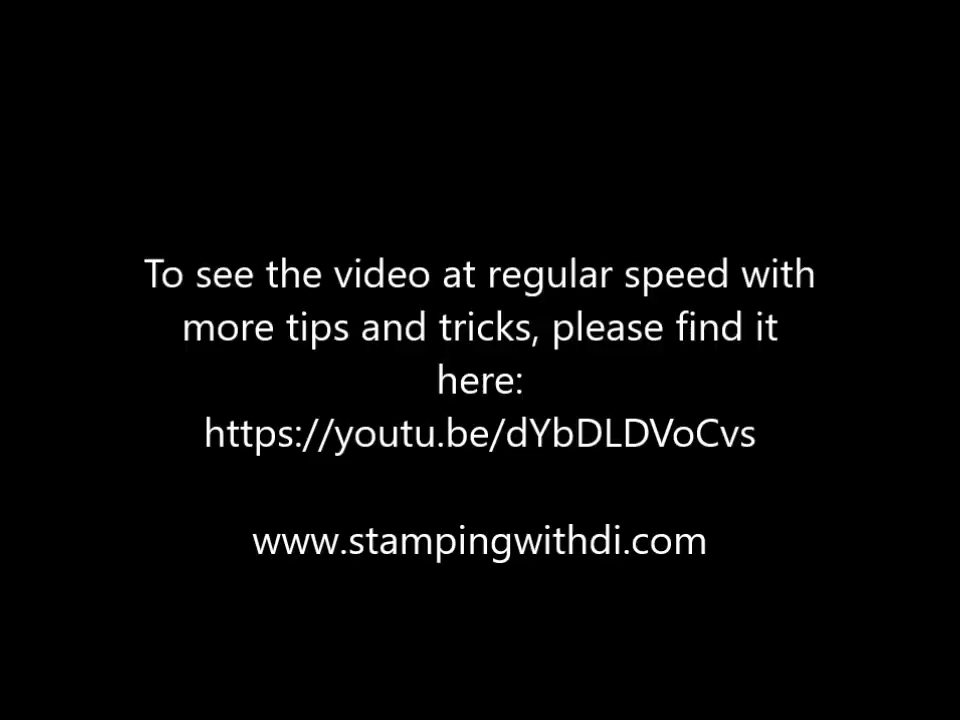 To see the video at regular speed with
more tips and tricks, please find it
here:
https://youtu.be/dYbDLDVoCvs
www.stampingwithdi.com